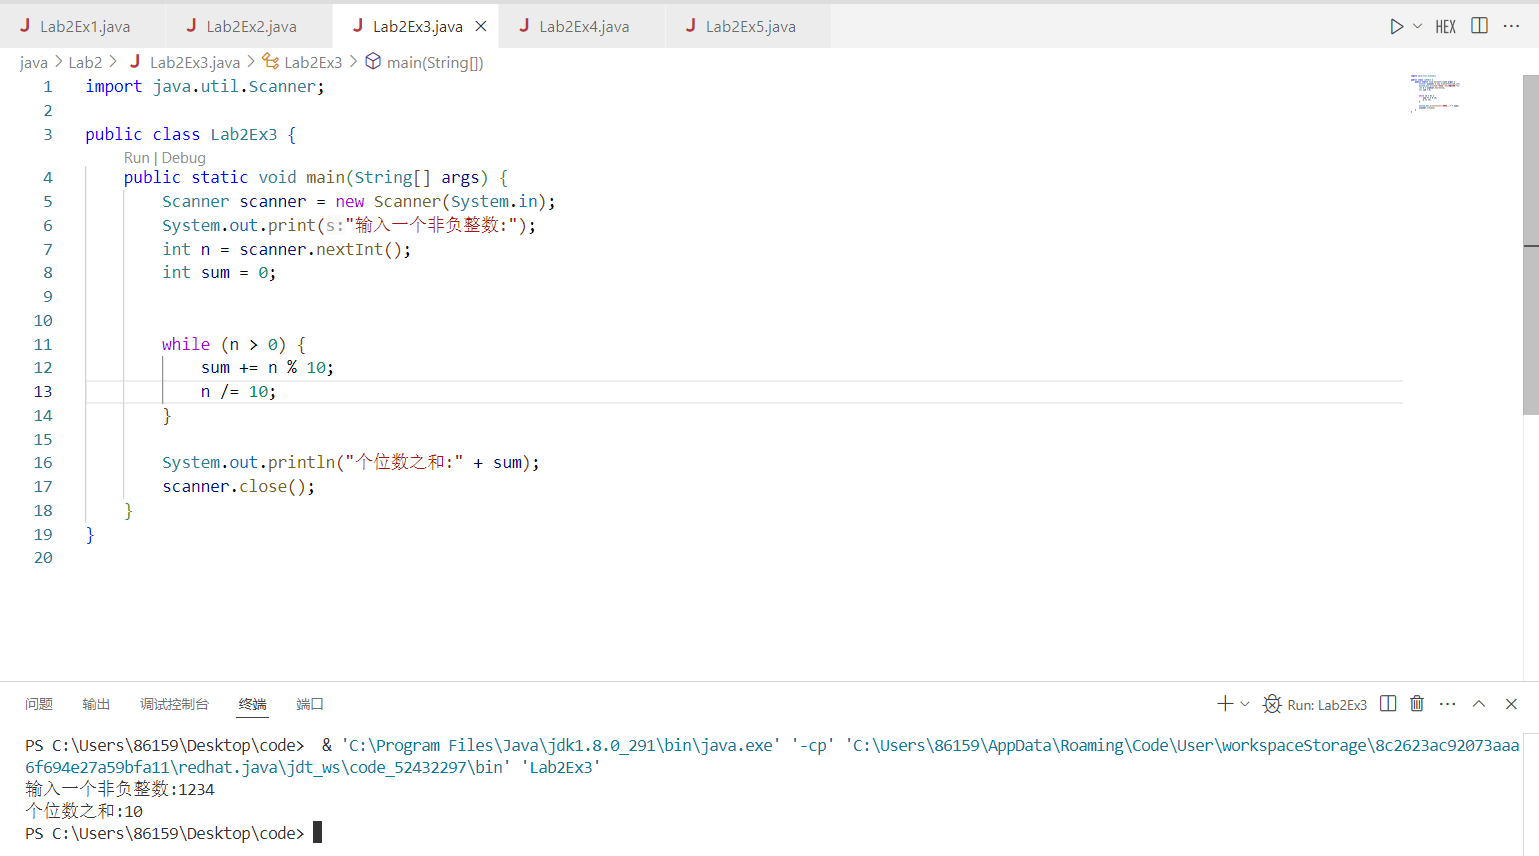 Lab2Ex1.java Lab2Ex2.java Lab2Ex3.java Lab2Ex4.java Lab2Ex5.java HEX
java > Lab2 > Lab2Ex3.java > Lab2Ex3 > main(String[])
1 import java.util.Scanner;
2
3 public class Lab2Ex3 {
Run | Debug
4 public static void main(String[] args) {
5 Scanner scanner = new Scanner(System.in);
6 System.out.print(s:"输入一个非负整数:");
7 int n = scanner.nextInt();
8 int sum = 0;
9
10
11 while (n > 0) {
12 sum += n % 10;
13 n /= 10;
14 }
15
16 System.out.println("个位数之和:" + sum);
17 scanner.close();
18 }
19 }
20
问题 输出 调试控制台 终端 端口 Run: Lab2Ex3
PS C:\Users\86159\Desktop\code> & 'C:\Program Files\Java\jdk1.8.0_291\bin\java.exe' '-cp' 'C:\Users\86159\AppData\Roaming\Code\User\workspaceStorage\8c2623ac92073aaa
6f694e27a59bfa11\redhat.java\jdt_ws\code_52432297\bin' 'Lab2Ex3'
输入一个非负整数:1234
个位数之和:10
PS C:\Users\86159\Desktop\code>